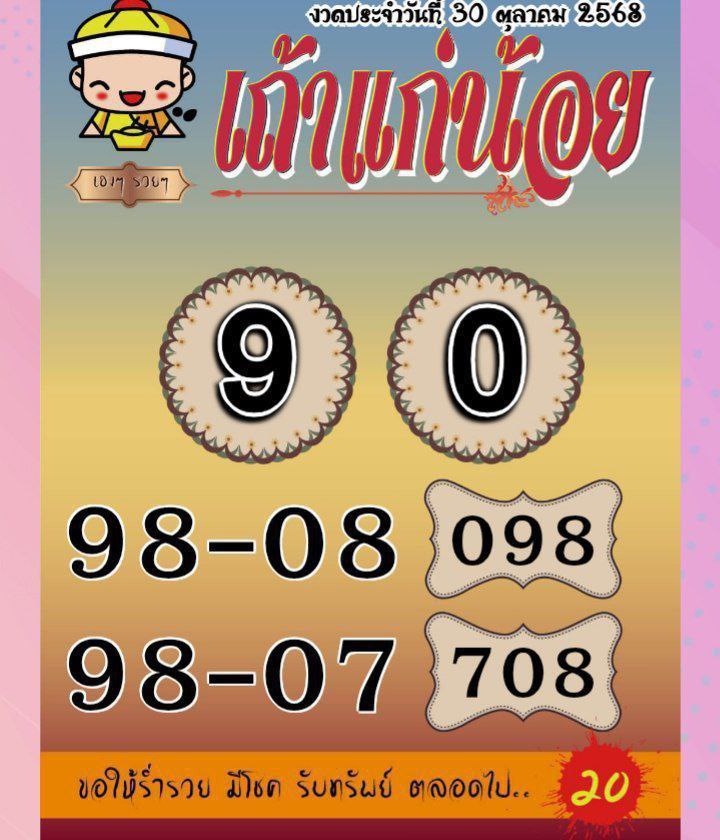 งวดประจำวันที่ 30 ตุลาคม 2568
เถ้าแก่น้อย
เฮงๆ รวยๆ
9 0
98-08 098
98-07 708
ขอให้ร่ำรวย มีโชค รับทรัพย์ ตลอดไป.. 20